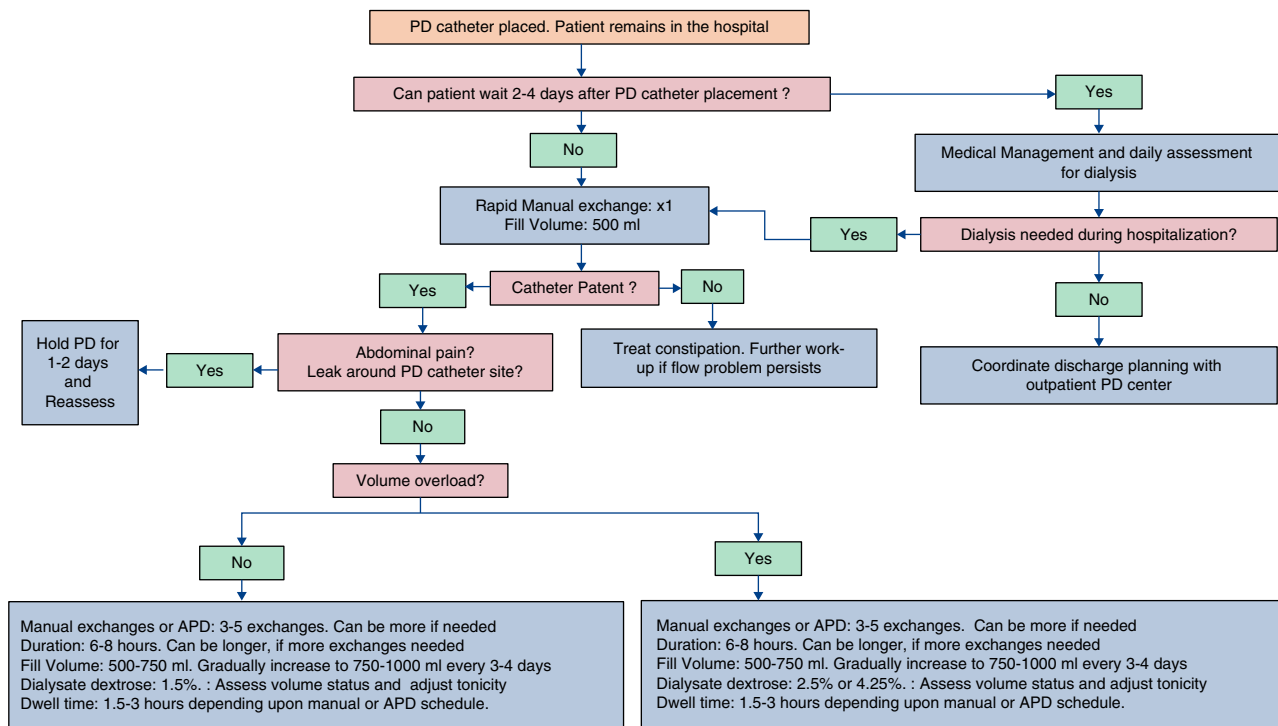 PD catheter placed. Patient remains in the hospital
Can patient wait 2-4 days after PD catheter placement ?
Yes
No
Medical Management and daily assessment
for dialysis
Rapid Manual exchange: x1
Fill Volume: 500 ml
Yes
Dialysis needed during hospitalization?
Catheter Patent ?
Yes
No
No
Hold PD for
1-2 days
and
Reassess
Yes
Abdominal pain?
Leak around PD catheter site?
Treat constipation. Further work-
up if flow problem persists
Coordinate discharge planning with
outpatient PD center
No
Volume overload?
No
Yes
Manual exchanges or APD: 3-5 exchanges. Can be more if needed
Duration: 6-8 hours. Can be longer, if more exchanges needed
Fill Volume: 500-750 ml. Gradually increase to 750-1000 ml every 3-4 days
Dialysate dextrose: 1.5%. : Assess volume status and adjust tonicity
Dwell time: 1.5-3 hours depending upon manual or APD schedule.
Manual exchanges or APD: 3-5 exchanges. Can be more if needed
Duration: 6-8 hours. Can be longer, if more exchanges needed
Fill Volume: 500-750 ml. Gradually increase to 750-1000 ml every 3-4 days
Dialysate dextrose: 2.5% or 4.25%. : Assess volume status and adjust tonicity
Dwell time: 1.5-3 hours depending upon manual or APD schedule.